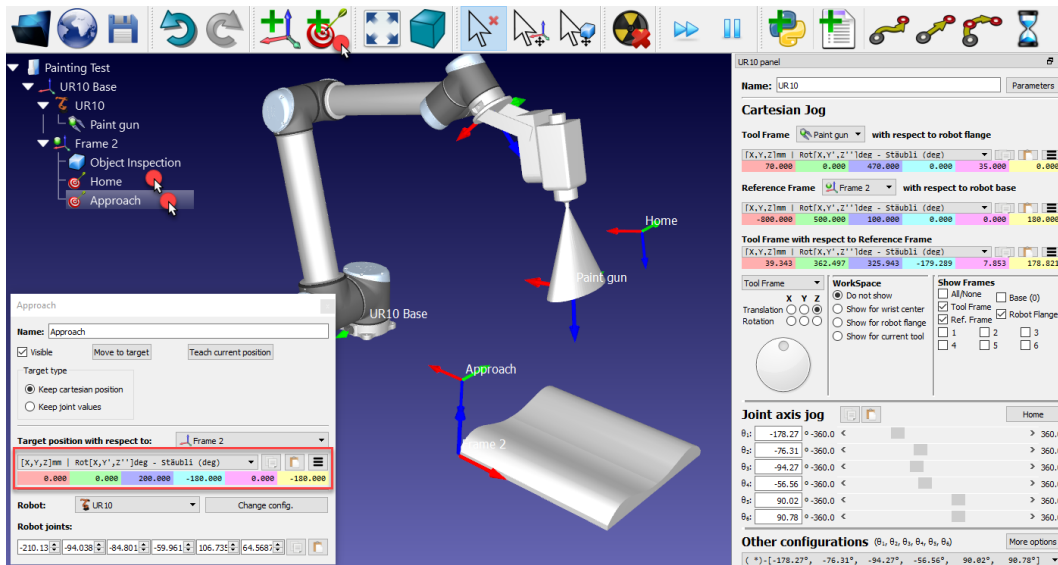 Painting Test
UR10 Base
UR10
Paint gun
Frame 2
Object Inspection
Home
Approach
Home
Paint gun
UR10 Base
Approach
Frame 2
Approach
Name: Approach
Visible Move to target Teach current position
Target type
Keep cartesian position
Keep joint values
Target position with respect to: Frame 2
[X,Y,Z]mm | Rot[X,Y',Z'']deg - Stäubli (deg)
0.000 0.000 200.000 -180.000 0.000 -180.000
Robot: UR10 Change config.
Robot joints:
-210.13 -94.038 -84.801 -59.961 106.735 64.5687
UR10 panel
Name: UR10 Parameters
Cartesian Jog
Tool Frame Paint gun with respect to robot flange
[X,Y,Z]mm | Rot[X,Y',Z'']deg - Stäubli (deg)
70.000 0.000 470.000 0.000 35.000 0.000
Reference Frame Frame 2 with respect to robot base
[X,Y,Z]mm | Rot[X,Y',Z'']deg - Stäubli (deg)
-800.000 500.000 100.000 0.000 0.000 180.000
Tool Frame with respect to Reference Frame
[X,Y,Z]mm | Rot[X,Y',Z'']deg - Stäubli (deg)
39.343 362.497 325.943 -179.289 7.853 178.821
Tool Frame
X Y Z
Translation
Rotation
WorkSpace
Do not show
Show for wrist center
Show for robot flange
Show for current tool
Show Frames
All/None Base (0)
Tool Frame Robot Flange
Ref. Frame
1 2 3
4 5 6
Joint axis jog Home
θ₁: -178.27 ° -360.0 < > 360.
θ₂: -76.31 ° -360.0 < > 360.
θ₃: -94.27 ° -360.0 < > 360.
θ₄: -56.56 ° -360.0 < > 360.
θ₅: 90.02 ° -360.0 < > 360.
θ₆: 90.78 ° -360.0 < > 360.
Other configurations (θ₁, θ₂, θ₃, θ₄, θ₅, θ₆) More options
( *)-[-178.27°, -76.31°, -94.27°, -56.56°, 90.02°, 90.78°]